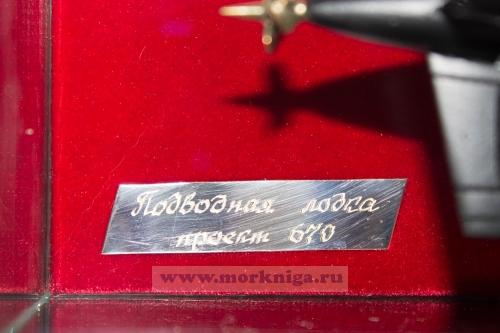 Подводная лодка
проект 670
www.morkniga.ru